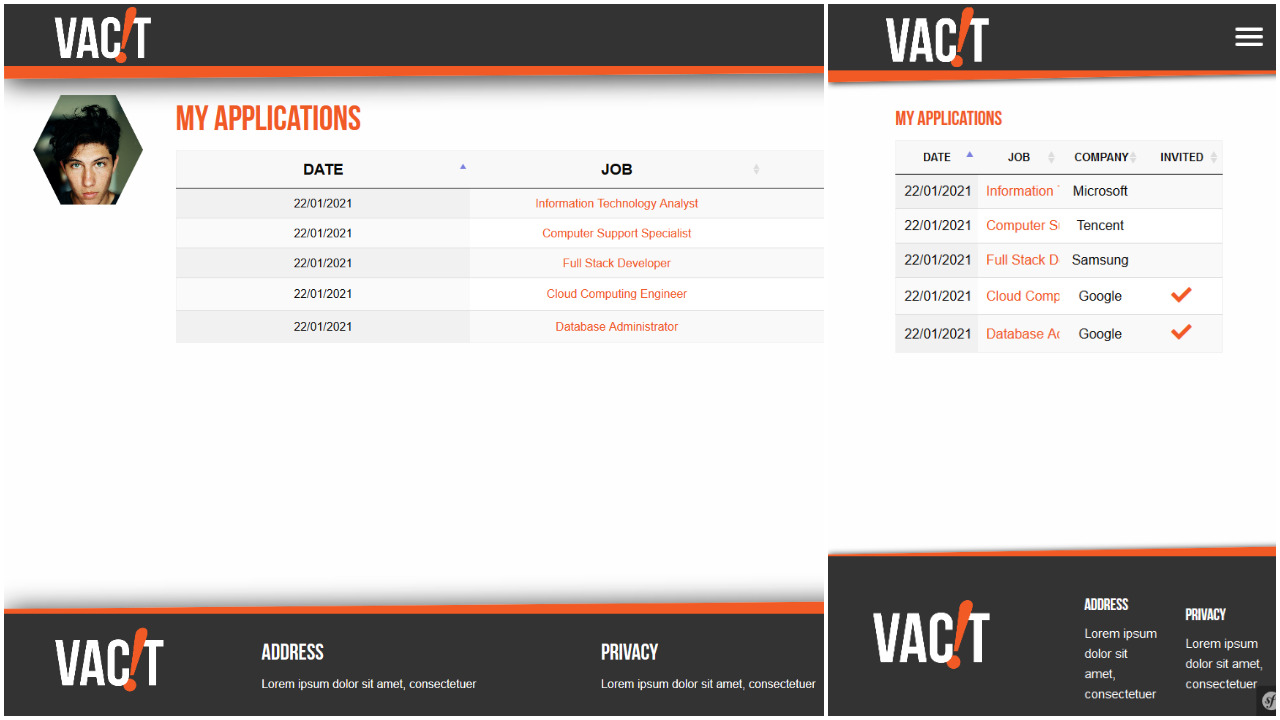 VAC!T
MY APPLICATIONS
DATE JOB
22/01/2021 Information Technology Analyst
22/01/2021 Computer Support Specialist
22/01/2021 Full Stack Developer
22/01/2021 Cloud Computing Engineer
22/01/2021 Database Administrator
VAC!T
ADDRESS
Lorem ipsum dolor sit amet, consectetuer
PRIVACY
Lorem ipsum dolor sit amet, consectetuer
VAC!T
MY APPLICATIONS
DATE JOB COMPANY INVITED
22/01/2021 Information Microsoft
22/01/2021 Computer Tencent
22/01/2021 Full Stack D Samsung
22/01/2021 Cloud Comp Google
22/01/2021 Database Google
VAC!T
ADDRESS
Lorem ipsum
dolor sit
amet,
consectetuer
PRIVACY
Lorem ipsum
dolor sit amet,
consectetuer
sf